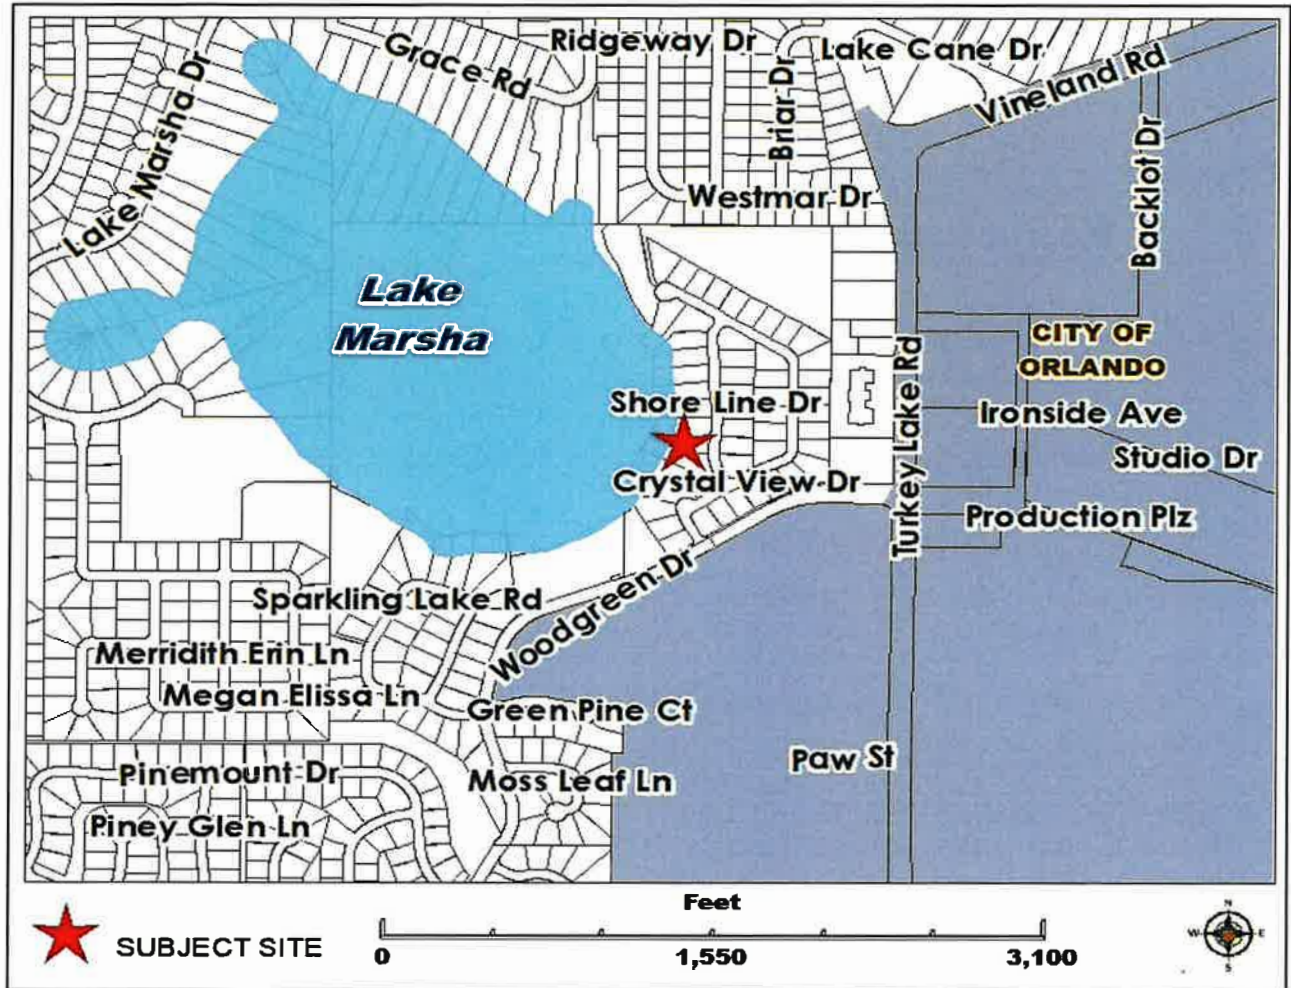 Ridgeway Dr
Grace Rd
Lake Cane Dr
Vineland Rd
Briar Dr
Lake Marsha Dr
Backlot Dr
Westmar Dr
Lake
Marsha
CITY OF
ORLANDO
Turkey Lake Rd
Shore Line Dr
Ironside Ave
Studio Dr
Crystal View Dr
Production Plz
Woodgreen Dr
Sparkling Lake Rd
Merridith Erin Ln
Megan Elissa Ln
Green Pine Ct
Paw St
Pinemount Dr
Moss Leaf Ln
Piney Glen Ln
SUBJECT SITE
Feet
0
1,550
3,100
N
W
E
S